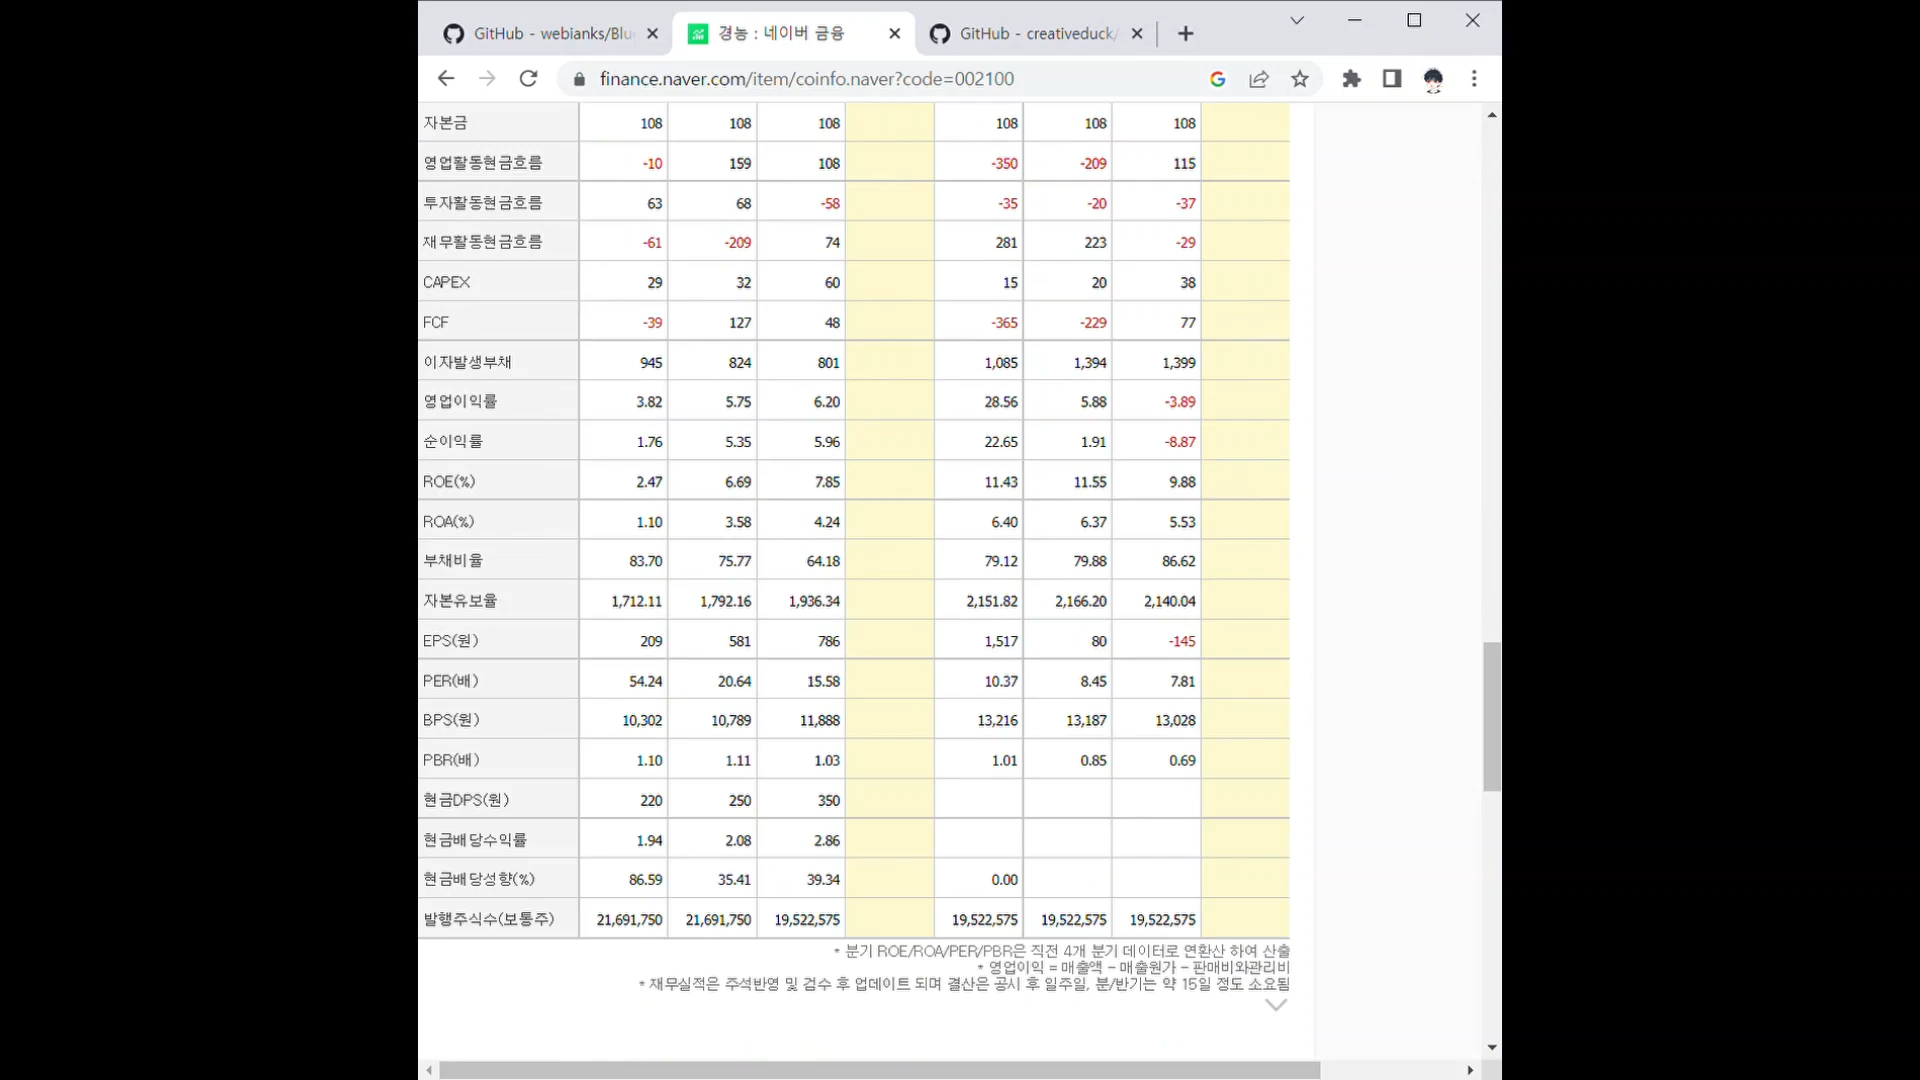 GitHub - webianks/Blu
경농 : 네이버 금융
GitHub - creativeduck/
finance.naver.com/item/coinfo.naver?code=002100
자본금 108 108 108 108 108 108
영업활동현금흐름 -10 159 108 -350 -209 115
투자활동현금흐름 63 68 -58 -35 -20 -37
재무활동현금흐름 -61 -209 74 281 223 -29
CAPEX 29 32 60 15 20 38
FCF -39 127 48 -365 -229 77
이자발생부채 945 824 801 1,085 1,394 1,399
영업이익률 3.82 5.75 6.20 28.56 5.88 -3.89
순이익률 1.76 5.35 5.96 22.65 1.91 -8.87
ROE(%) 2.47 6.69 7.85 11.43 11.55 9.88
ROA(%) 1.10 3.58 4.24 6.40 6.37 5.53
부채비율 83.70 75.77 64.18 79.12 79.88 86.62
자본유보율 1,712.11 1,792.16 1,936.34 2,151.82 2,166.20 2,140.04
EPS(원) 209 581 786 1,517 80 -145
PER(배) 54.24 20.64 15.58 10.37 8.45 7.81
BPS(원) 10,302 10,789 11,888 13,216 13,187 13,028
PBR(배) 1.10 1.11 1.03 1.01 0.85 0.69
현금DPS(원) 220 250 350
현금배당수익률 1.94 2.08 2.86
현금배당성향(%) 86.59 35.41 39.34 0.00
발행주식수(보통주) 21,691,750 21,691,750 19,522,575 19,522,575 19,522,575 19,522,575
* 분기 ROE/ROA/PER/PBR은 직전 4개 분기 데이터로 연환산 하여 산출
* 영업이익 = 매출액 - 매출원가 - 판매비와관리비
* 재무실적은 주석반영 및 검수 후 업데이트 되며 결산은 공시 후 일주일, 분/반기는 약 15일 정도 소요됨